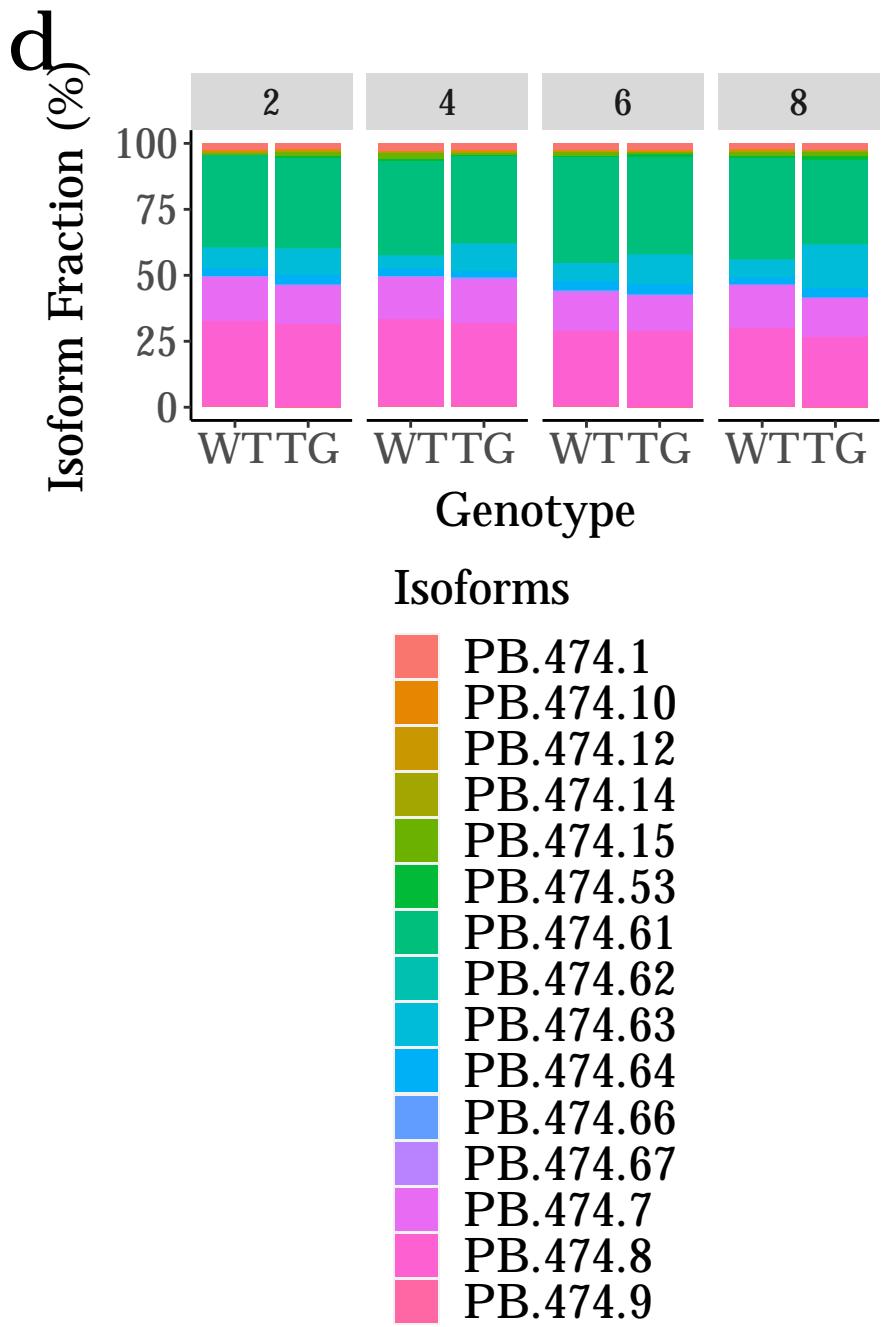 d
Isoform Fraction (%)
2 4 6 8
100
75
50
25
0
WT TG WT TG WT TG WT TG
Genotype
Isoforms
PB.474.1
PB.474.10
PB.474.12
PB.474.14
PB.474.15
PB.474.53
PB.474.61
PB.474.62
PB.474.63
PB.474.64
PB.474.66
PB.474.67
PB.474.7
PB.474.8
PB.474.9